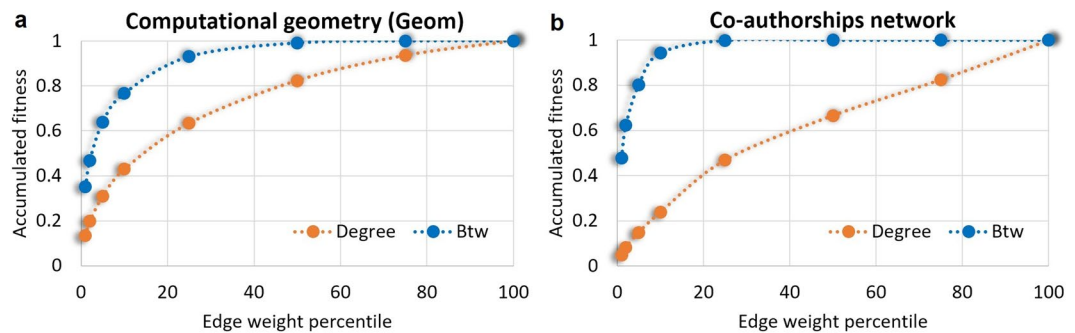 a
Computational geometry (Geom)
Accumulated fitness
1
0.8
0.6
0.4
0.2
0
Degree
Btw
0 20 40 60 80 100
Edge weight percentile
b
Co-authorships network
Accumulated fitness
1
0.8
0.6
0.4
0.2
0
Degree
Btw
0 20 40 60 80 100
Edge weight percentile